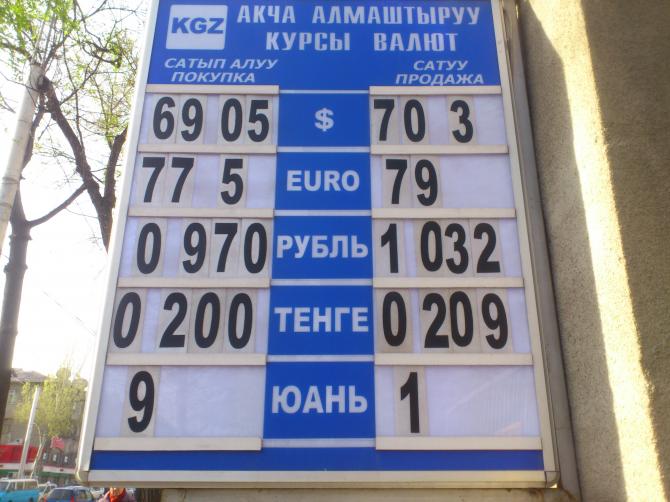 KGZ АКЧА АЛМАШТЫРУУ
КУРСЫ ВАЛЮТ
САТЫП АЛУУ САТУУ
ПОКУПКА ПРОДАЖА
69 05 $ 70 3
77 5 EURO 79
0 970 РУБЛЬ 1 032
0 200 ТЕНГЕ 0 209
9 ЮАНЬ 1